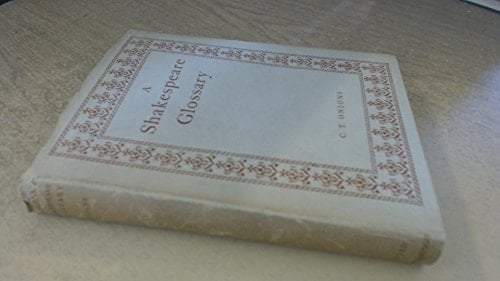 A
Shakespeare
Glossary
C. T. ONIONS